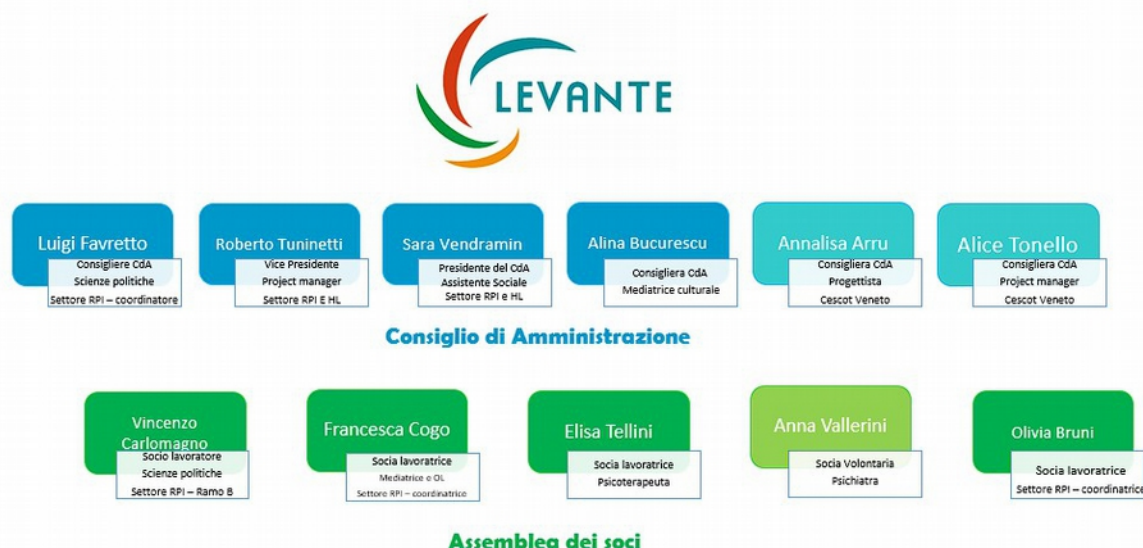 LEVANTE
Luigi Favretto
Consigliere CdA
Scienze politiche
Settore RPI – coordinatore
Roberto Tuninetti
Vice Presidente
Project manager
Settore RPI E HL
Sara Vendramin
Presidente del CdA
Assistente Sociale
Settore RPI e HL
Alina Bucurescu
Consigliera CdA
Mediatrice culturale
Annalisa Arru
Consigliera CdA
Progettista
Cescot Veneto
Alice Tonello
Consigliera CdA
Project manager
Cescot Veneto
Consiglio di Amministrazione
Vincenzo
Carlomagno
Socio lavoratore
Scienze politiche
Settore RPI – Ramo B
Francesca Cogo
Socia lavoratrice
Mediatrice e OL
Settore RPI – coordinatrice
Elisa Tellini
Socia lavoratrice
Psicoterapeuta
Anna Vallerini
Socia Volontaria
Psichiatra
Olivia Bruni
Socia lavoratrice
Settore RPI – coordinatrice
Assemblea dei soci